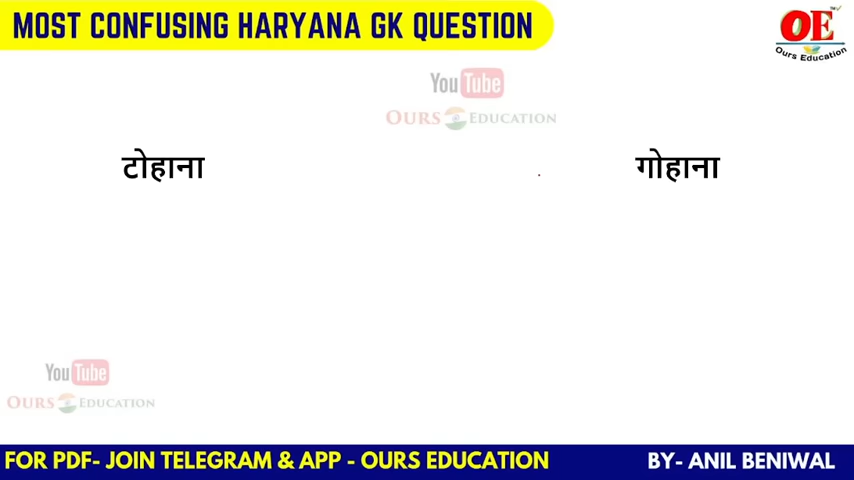 MOST CONFUSING HARYANA GK QUESTION
OE
Ours Education
YouTube
OURS EDUCATION
टोहाना
गोहाना
YouTube
OURS EDUCATION
FOR PDF- JOIN TELEGRAM & APP - OURS EDUCATION
BY- ANIL BENIWAL